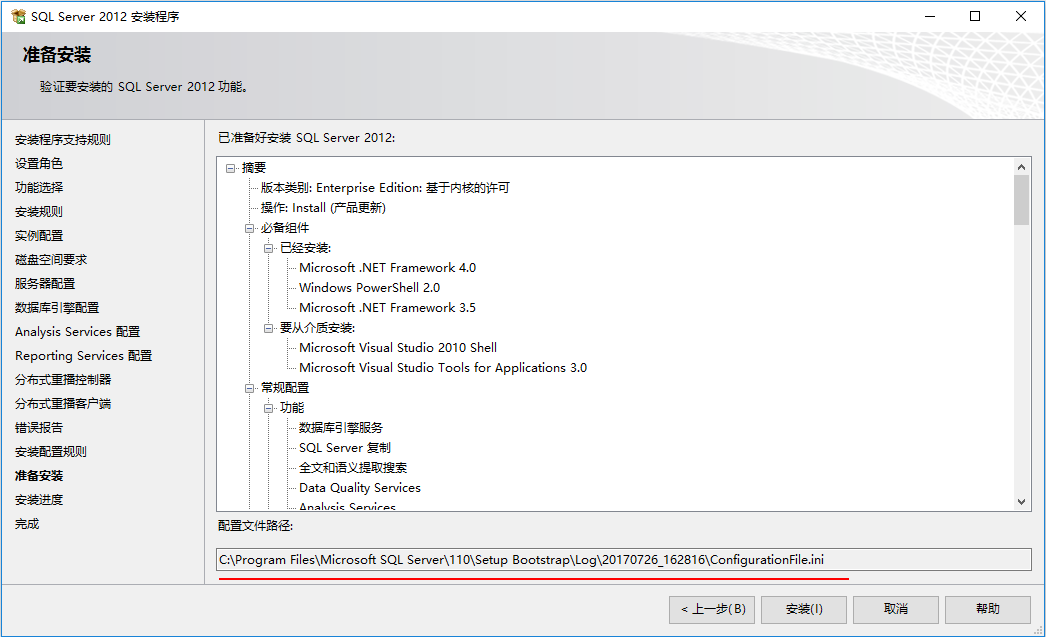 SQL Server 2012 安装程序
准备安装
验证要安装的 SQL Server 2012 功能。
安装程序支持规则
设置角色
功能选择
安装规则
实例配置
磁盘空间要求
服务器配置
数据库引擎配置
Analysis Services 配置
Reporting Services 配置
分布式重播控制器
分布式重播客户端
错误报告
安装配置规则
准备安装
安装进度
完成
已准备好安装 SQL Server 2012:
摘要
版本类别: Enterprise Edition: 基于内核的许可
操作: Install (产品更新)
必备组件
已经安装:
Microsoft .NET Framework 4.0
Windows PowerShell 2.0
Microsoft .NET Framework 3.5
要从介质安装:
Microsoft Visual Studio 2010 Shell
Microsoft Visual Studio Tools for Applications 3.0
常规配置
功能
数据库引擎服务
SQL Server 复制
全文和语义提取搜索
Data Quality Services
Analysis Services
配置文件路径:
C:\Program Files\Microsoft SQL Server\110\Setup Bootstrap\Log\20170726_162816\ConfigurationFile.ini
< 上一步(B)
安装(I)
取消
帮助